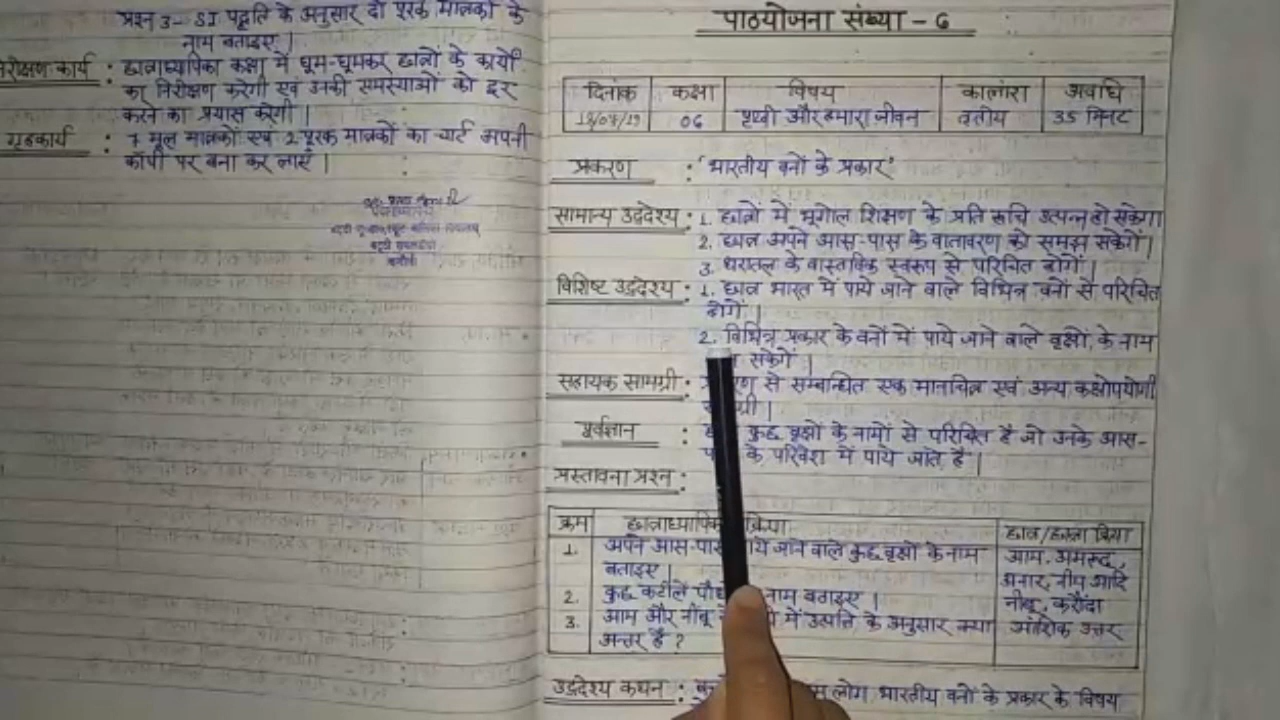 प्रश्न 3- SI पद्धति के अनुसार दो पूरक मात्रकों के
नाम बताइए |
निरीक्षण कार्य : छात्राध्यापिका कक्षा में घूम-घूमकर छात्रों के कार्यों
का निरीक्षण करेगी एवं उनकी समस्याओं को दूर
करने का प्रयास करेगी |
गृहकार्य : 7 मूल मात्रकों एवं 2 पूरक मात्रकों का चार्ट अपनी
कॉपी पर बना कर लाएं |
पाठयोजना संख्या - 6
दिनांक कक्षा विषय कालांश अवधि
06 पृथ्वी और हमारा जीवन तृतीय 35 मिनट
प्रकरण : 'भारतीय वनों के प्रकार'
सामान्य उद्देश्य : 1. छात्रों में भूगोल शिक्षण के प्रति रूचि उत्पन्न हो सकेगी
2. छात्र अपने आस-पास के वातावरण को समझ सकेगें |
3. धरातल के वास्तविक स्वरूप से परिचित होगें |
विशिष्ट उद्देश्य : 1. छात्र भारत में पाये जाने वाले विभिन्न वनों से परिचित
होगें |
2. विभिन्न प्रकार के वनों में पाये जाने वाले वृक्षों के नाम
सकेगें |
सहायक सामग्री : से सम्बन्धित एक मानचित्र एवं अन्य कक्षोपयोगी
पूर्वज्ञान : कुछ वृक्षों के नामों से परिचित है जो उनके आस-
के परिवेश में पाये जाते है |
प्रस्तावना प्रश्न :
क्रम छात्राध्यापिका क्रिया छात्र/छात्रा क्रिया
1. अपने आस-पास पाये जाने वाले कुछ वृक्षों के नाम आम, अमरूद,
बताइए | अनार, नीम आदि
2. कुछ कटीलें नाम बताइए | नीबू, करौंदा
3. आम और नीबू में उत्पत्ति के अनुसार क्या आंशिक उत्तर
अन्तर है ?
उद्देश्य कथन : लोग भारतीय वनों के प्रकार के विषय